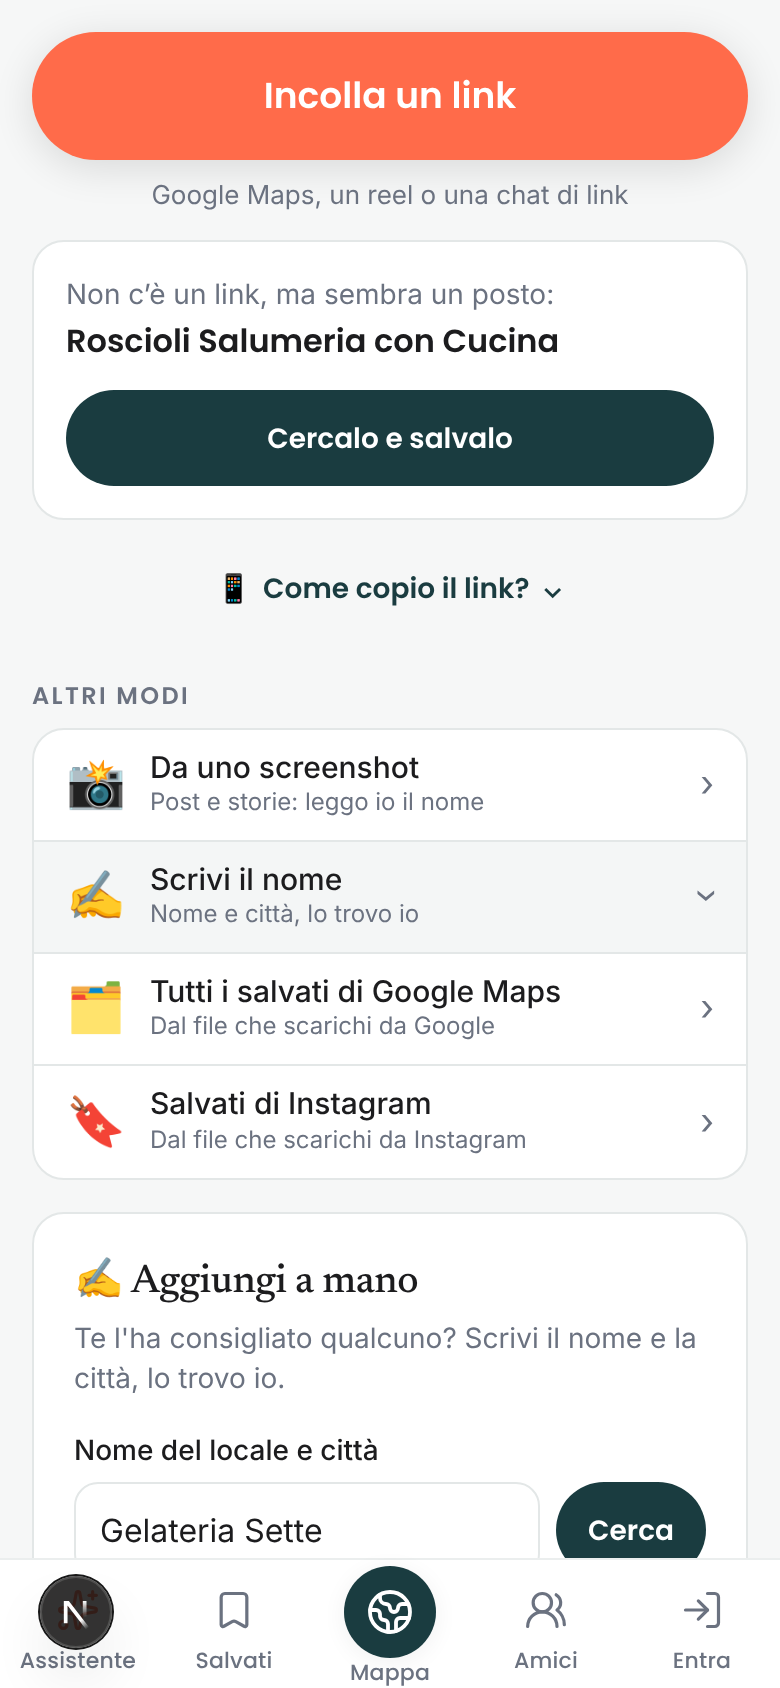 Incolla un link
Google Maps, un reel o una chat di link
Non c’è un link, ma sembra un posto:
Roscioli Salumeria con Cucina
Cercalo e salvalo
Come copio il link?
ALTRI MODI
Da uno screenshot
Post e storie: leggo io il nome
Scrivi il nome
Nome e città, lo trovo io
Tutti i salvati di Google Maps
Dal file che scarichi da Google
Salvati di Instagram
Dal file che scarichi da Instagram
Aggiungi a mano
Te l'ha consigliato qualcuno? Scrivi il nome e la
città, lo trovo io.
Nome del locale e città
Gelateria Sette
Cerca
N
Assistente
Salvati
Mappa
Amici
Entra